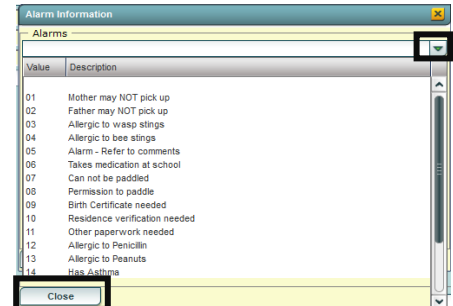 Alarm Information
Alarms
Value Description
01 Mother may NOT pick up
02 Father may NOT pick up
03 Allergic to wasp stings
04 Allergic to bee stings
05 Alarm - Refer to comments
06 Takes medication at school
07 Can not be paddled
08 Permission to paddle
09 Birth Certificate needed
10 Residence verification needed
11 Other paperwork needed
12 Allergic to Penicillin
13 Allergic to Peanuts
14 Has Asthma
Close